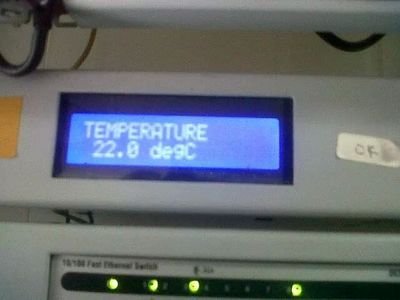 TEMPERATURE
22.0 degC
OK
10/100 Fast Ethernet Switch